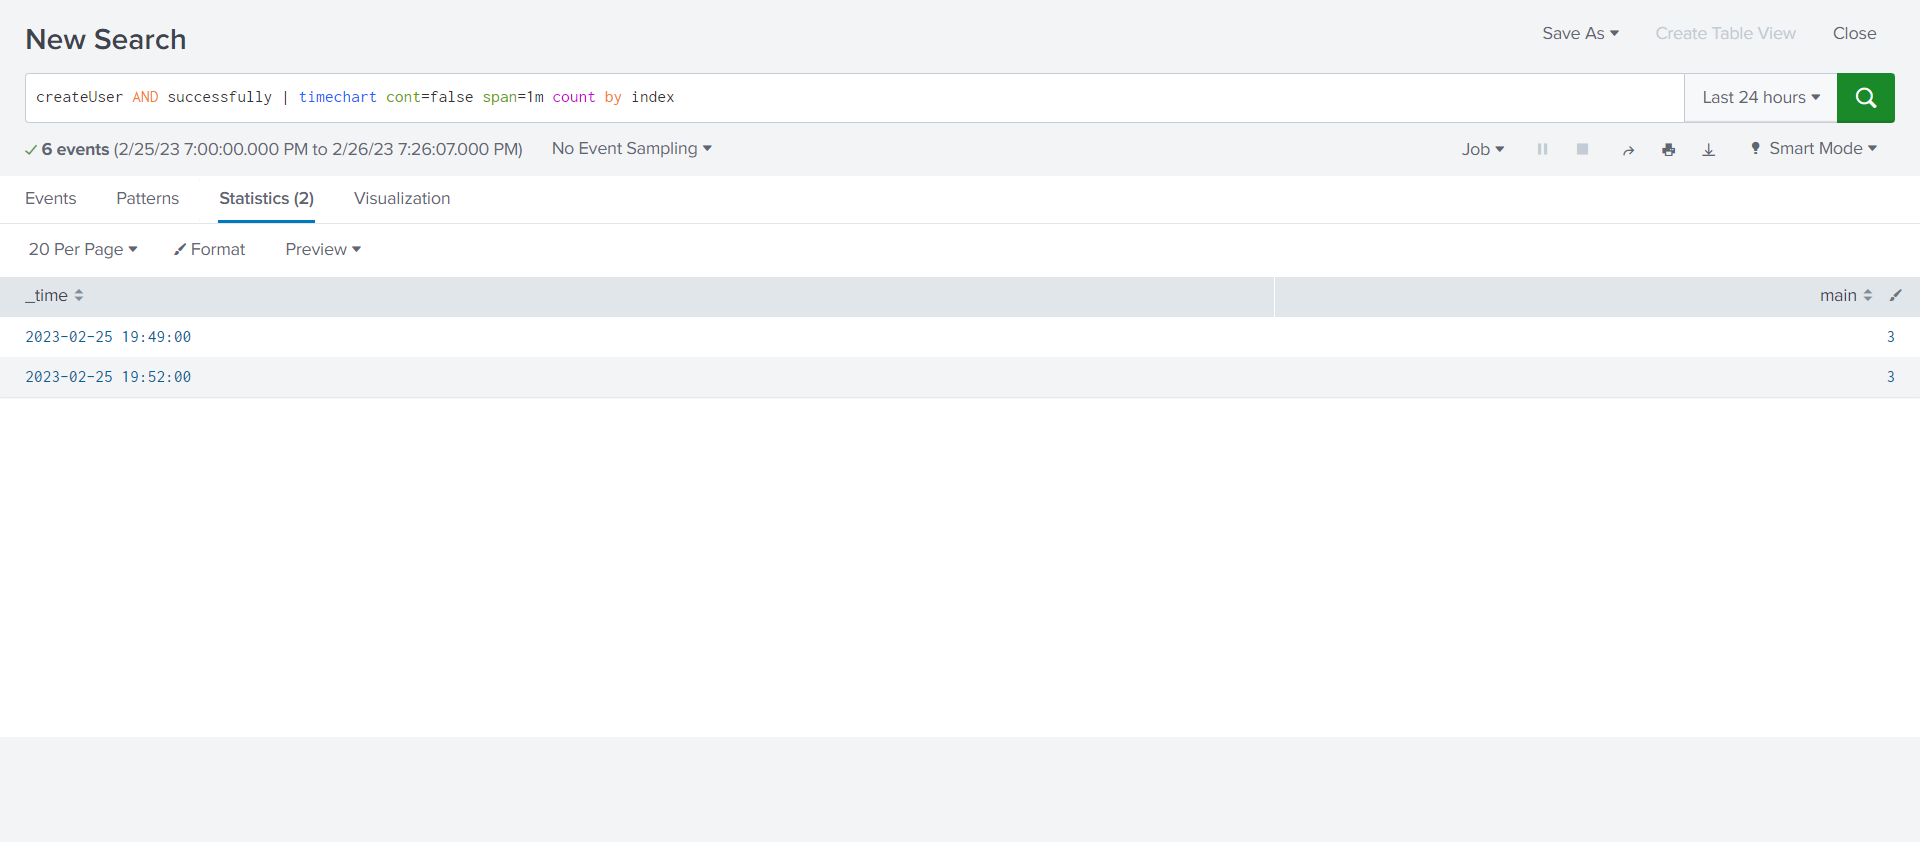 New Search
Save As
Create Table View
Close
createUser AND successfully | timechart cont=false span=1m count by index
Last 24 hours
6 events (2/25/23 7:00:00.000 PM to 2/26/23 7:26:07.000 PM)
No Event Sampling
Job
Smart Mode
Events
Patterns
Statistics (2)
Visualization
20 Per Page
Format
Preview
_time
main
2023-02-25 19:49:00
3
2023-02-25 19:52:00
3